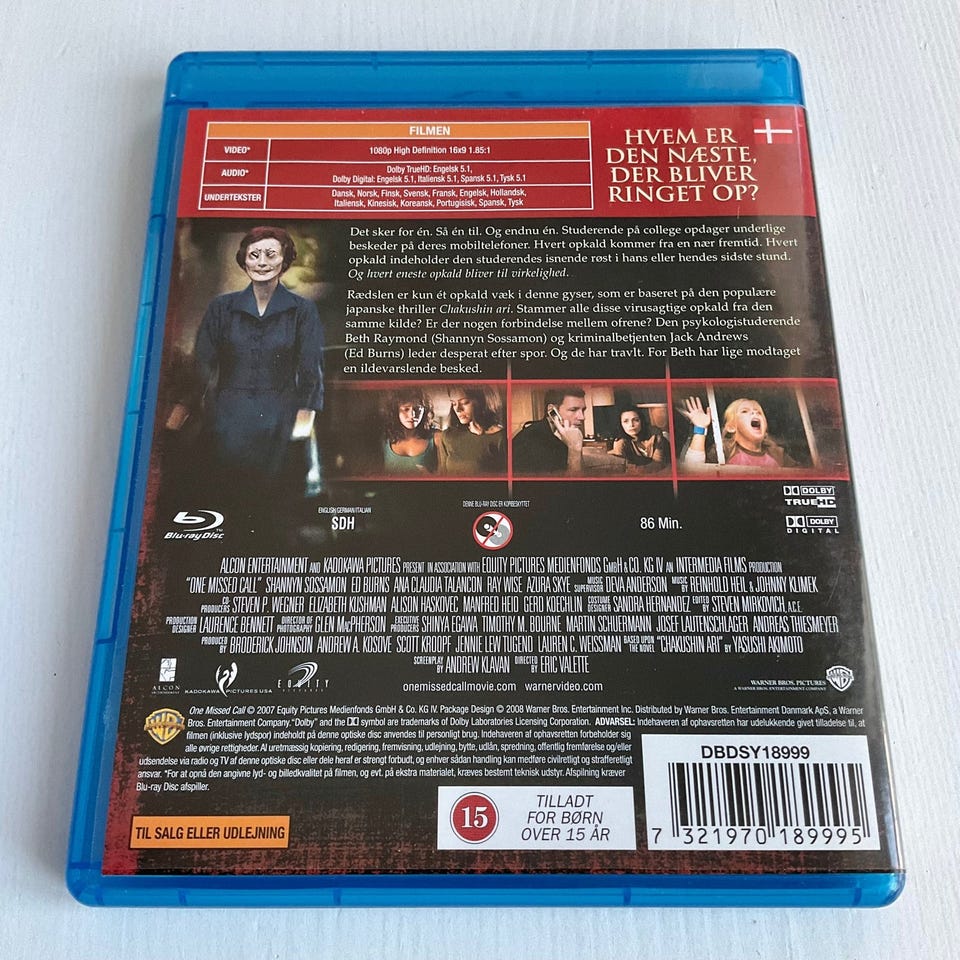 FILMEN
VIDEO* 1080p High Definition 16x9 1.85:1
AUDIO* Dolby TrueHD: Engelsk 5.1,
Dolby Digital: Engelsk 5.1, Italiensk 5.1, Spansk 5.1, Tysk 5.1
UNDERTEKSTER Dansk, Norsk, Finsk, Svensk, Fransk, Engelsk, Hollandsk,
Italiensk, Kinesisk, Koreansk, Portugisisk, Spansk, Tysk
HVEM ER
DEN NÆSTE,
DER BLIVER
RINGET OP?
Det sker for én. Så én til. Og endnu én. Studerende på college opdager underlige
beskeder på deres mobiltelefoner. Hvert opkald kommer fra en nær fremtid. Hvert
opkald indeholder den studerendes isnende røst i hans eller hendes sidste stund.
Og hvert eneste opkald bliver til virkelighed.
Rædslen er kun ét opkald væk i denne gyser, som er baseret på den populære
japanske thriller Chakushin ari. Stammer alle disse virusagtige opkald fra den
samme kilde? Er der nogen forbindelse mellem ofrene? Den psykologistuderende
Beth Raymond (Shannyn Sossamon) og kriminalbetjenten Jack Andrews
(Ed Burns) leder desperat efter spor. Og de har travlt. For Beth har lige modtaget
en ildevarslende besked.
Blu-ray Disc
ENGLISH/GERMAN/ITALIAN
SDH
DENNE BLU-RAY DISC ER KOPIBESKYTTET
86 Min.
DOLBY
TRUEHD
DOLBY
DIGITAL
ALCON ENTERTAINMENT AND KADOKAWA PICTURES PRESENT IN ASSOCIATION WITH EQUITY PICTURES MEDIENFONDS GMBH & CO. KG IV AN INTERMEDIA FILMS PRODUCTION
"ONE MISSED CALL" SHANNYN SOSSAMON ED BURNS ANA CLAUDIA TALANCON RAY WISE AZURA SKYE MUSIC SUPERVISOR DEVA ANDERSON MUSIC BY REINHOLD HEIL & JOHNNY KLIMEK
CO-PRODUCERS STEVEN P. WEGNER ELIZABETH KUSHMAN ALISON HASKOVEC MANFRED HEID GERD KOECHLIN COSTUME DESIGNER SANDRA HERNANDEZ EDITED BY STEVEN MIRKOVICH, A.C.E.
PRODUCTION DESIGNER LAURENCE BENNETT DIRECTOR OF PHOTOGRAPHY GLEN MACPHERSON EXECUTIVE PRODUCERS SHINYA EGAWA TIMOTHY M. BOURNE MARTIN SCHUERMANN JOSEF LAUTENSCHLAGER ANDREAS THIESMEYER
PRODUCED BY BRODERICK JOHNSON ANDREW A. KOSOVE SCOTT KROOPF JENNIE LEW TUGEND LAUREN C. WEISSMAN BASED UPON THE NOVEL "CHAKUSHIN ARI" BY YASUSHI AKIMOTO
SCREENPLAY BY ANDREW KLAVAN DIRECTED BY ERIC VALETTE
ALCON
ENTERTAINMENT
KADOKAWA PICTURES USA
EQUITY
PICTURES
onemissedcallmovie.com warnervideo.com
WARNER BROS. PICTURES
A WARNER BROS. ENTERTAINMENT COMPANY
One Missed Call © 2007 Equity Pictures Medienfonds GmbH & Co. KG IV. Package Design © 2008 Warner Bros. Entertainment Inc. Distributed by Warner Bros. Entertainment Danmark ApS, a Warner
Bros. Entertainment Company. "Dolby" and the symbol are trademarks of Dolby Laboratories Licensing Corporation. ADVARSEL: Indehaveren af ophavsretten har udelukkende givet tilladelse til, at
filmen (inklusive lydspor) indeholdt på denne optiske disc anvendes til personligt brug. Indehaveren af ophavsretten forbeholder sig
alle øvrige rettigheder. Al uretmæssig kopiering, redigering, fremvisning, udlejning, bytte, udlån, spredning, offentlig fremførelse og/eller
udsendelse via radio og TV af denne optiske disc eller dele heraf er strengt forbudt, og enhver sådan handling kan medføre civilretligt og strafferetligt
ansvar. *For at opnå den angivne lyd- og billedkvalitet på filmen, og evt. på ekstra materialet, kræves bestemt teknisk udstyr. Afspilning kræver
Blu-ray Disc afspiller.
TIL SALG ELLER UDLEJNING
15
TILLADT
FOR BØRN
OVER 15 ÅR
DBDSY18999
7 321970 189995